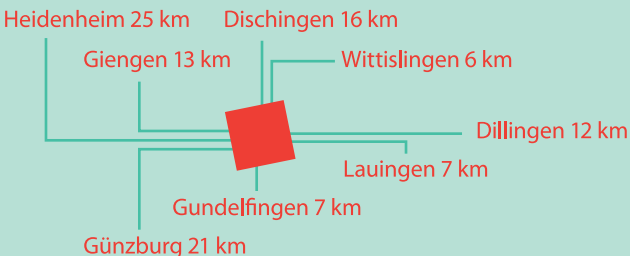 Heidenheim 25 km
Dischingen 16 km
Giengen 13 km
Wittislingen 6 km
Dillingen 12 km
Lauingen 7 km
Gundelfingen 7 km
Günzburg 21 km